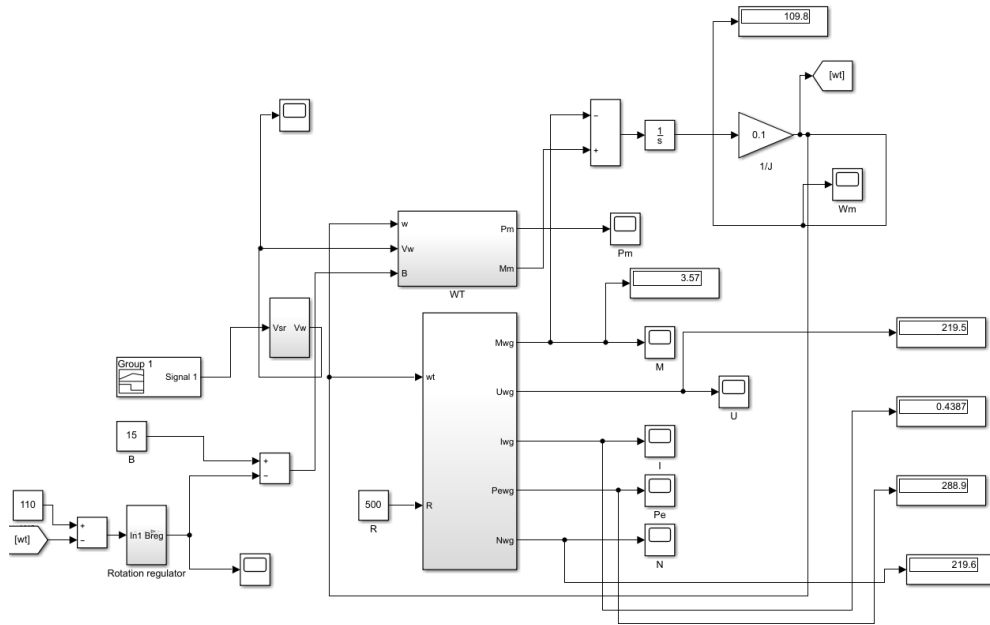 109.8
[wt]
−
+
1
s
0.1
1/J
Wm
w
Vw
B
Pm
Mm
WT
Pm
3.57
Vsr Vw
Mwg
Uwg
Iwg
Pewg
Nwg
wt
R
M
219.5
U
Group 1
Signal 1
0.4387
15
B
+
−
I
288.9
110
[wt]
+
−
In1 Breg
Rotation regulator
500
R
Pe
N
219.6